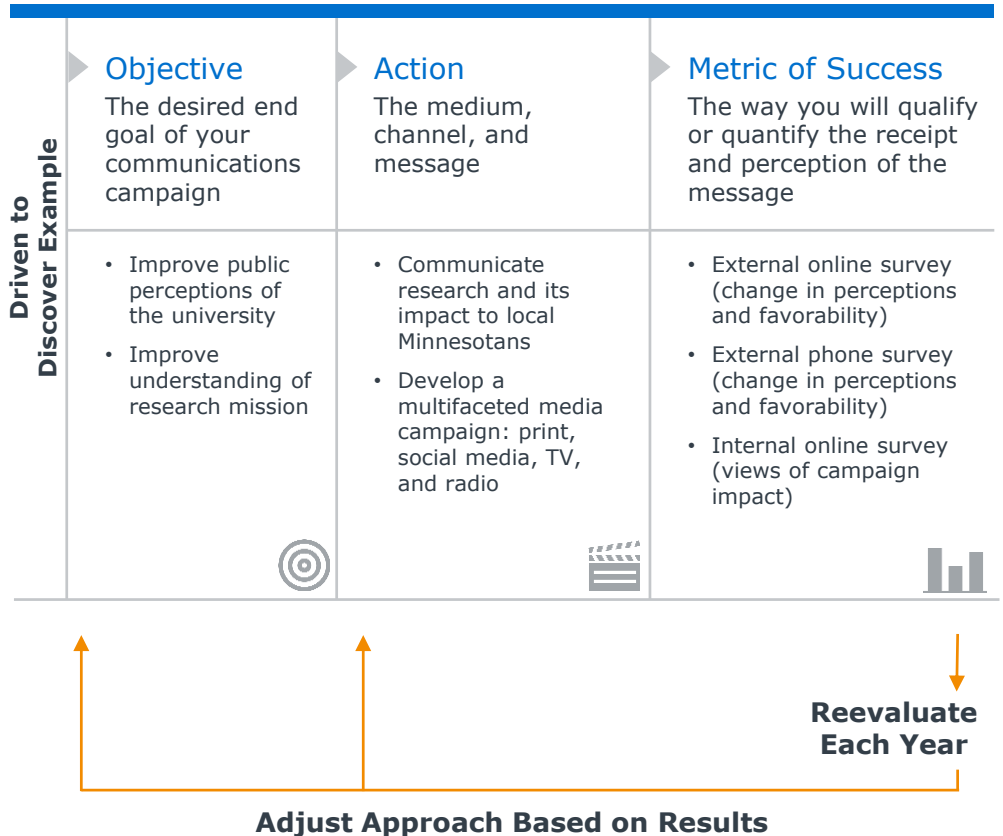 Objective
The desired end
goal of your
communications
campaign
Action
The medium,
channel, and
message
Metric of Success
The way you will qualify
or quantify the receipt
and perception of the
message
Driven to
Discover Example
• Improve public
perceptions of
the university
• Improve
understanding of
research mission
• Communicate
research and its
impact to local
Minnesotans
• Develop a
multifaceted media
campaign: print,
social media, TV,
and radio
• External online survey
(change in perceptions
and favorability)
• External phone survey
(change in perceptions
and favorability)
• Internal online survey
(views of campaign
impact)
Reevaluate
Each Year
Adjust Approach Based on Results